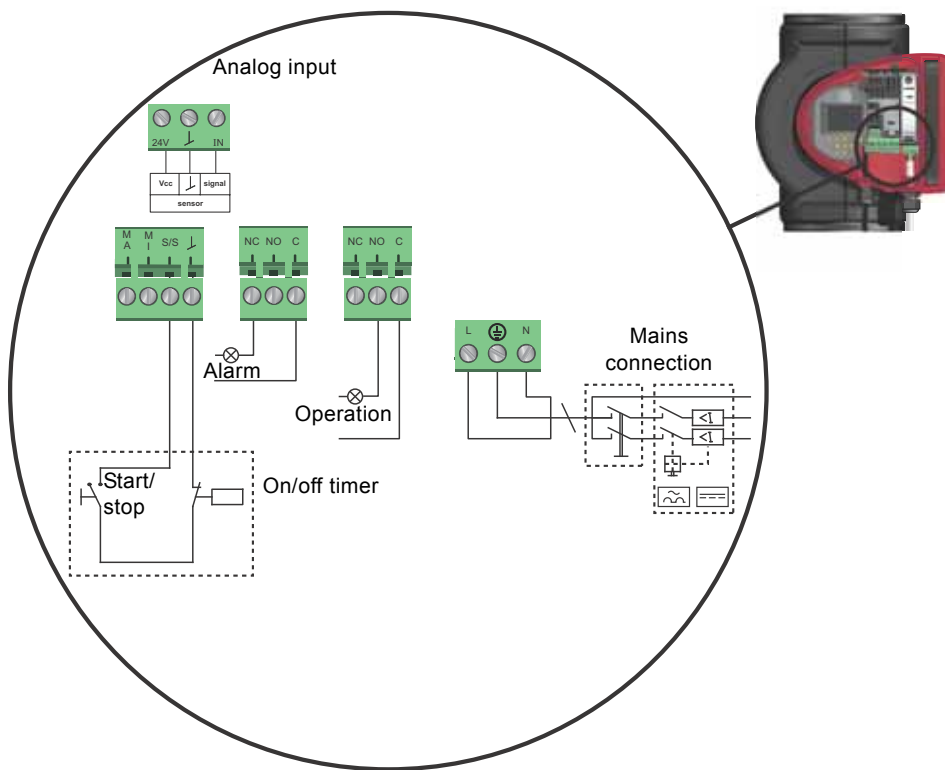 Analog input
24V IN
Vcc signal
sensor
M A M I S/S
NC NO C
NC NO C
Alarm
Operation
L N
Mains
connection
Start/
stop
On/off timer
<I
<I